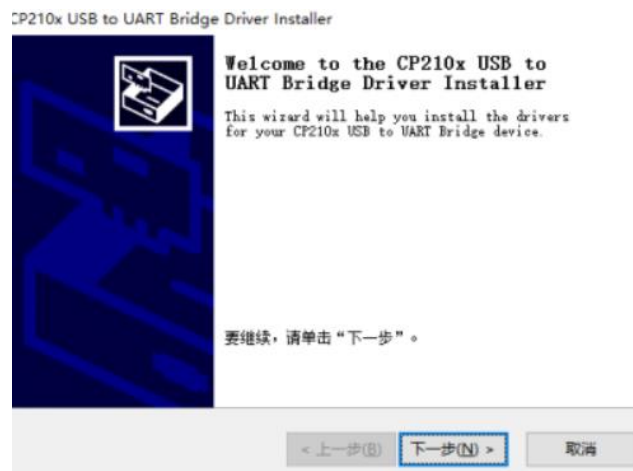 CP210x USB to UART Bridge Driver Installer
Welcome to the CP210x USB to
UART Bridge Driver Installer
This wizard will help you install the drivers
for your CP210x USB to UART Bridge device.
要继续，请单击“下一步”。
< 上一步(B)
下一步(N) >
取消